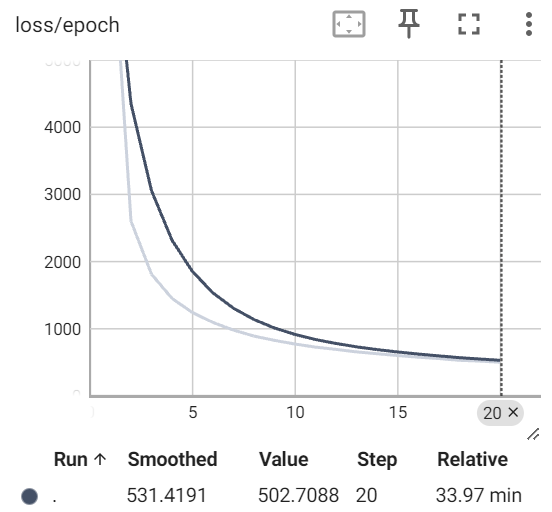 loss/epoch
4000
3000
2000
1000
5 10 15 20 ✕
Run ↑ Smoothed Value Step Relative
. 531.4191 502.7088 20 33.97 min